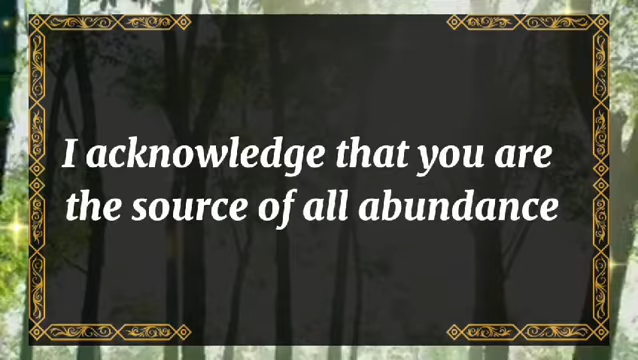 I acknowledge that you are
the source of all abundance